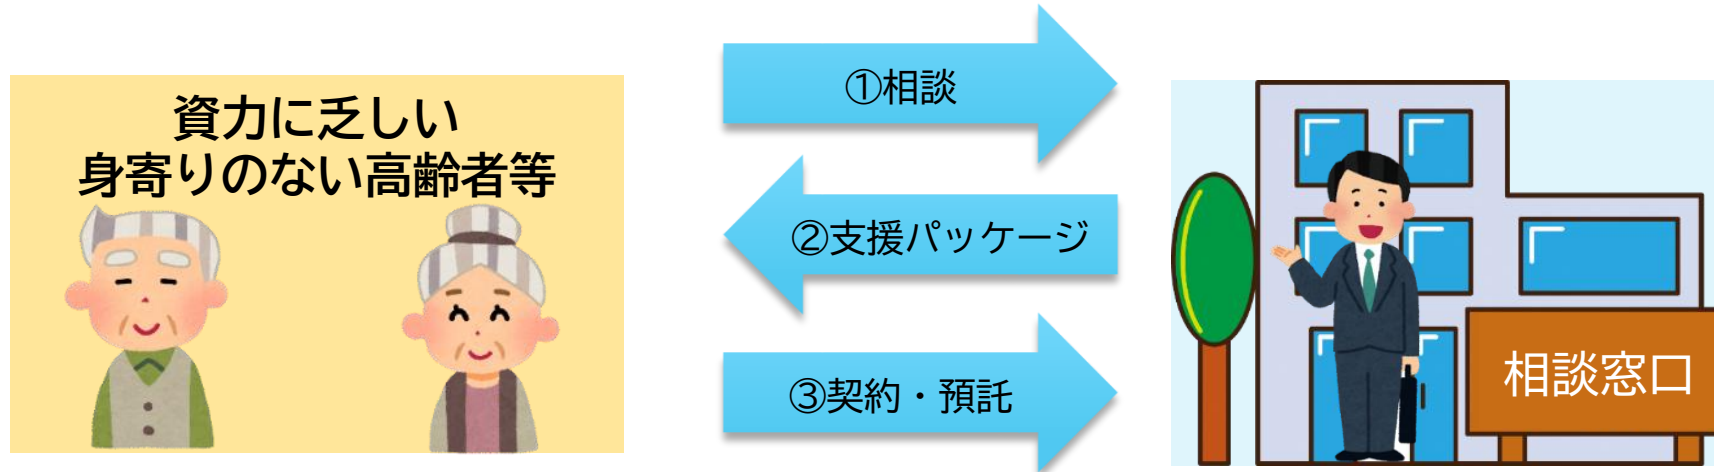 資力に乏しい
身寄りのない高齢者等
①相談
②支援パッケージ
③契約・預託
相談窓口